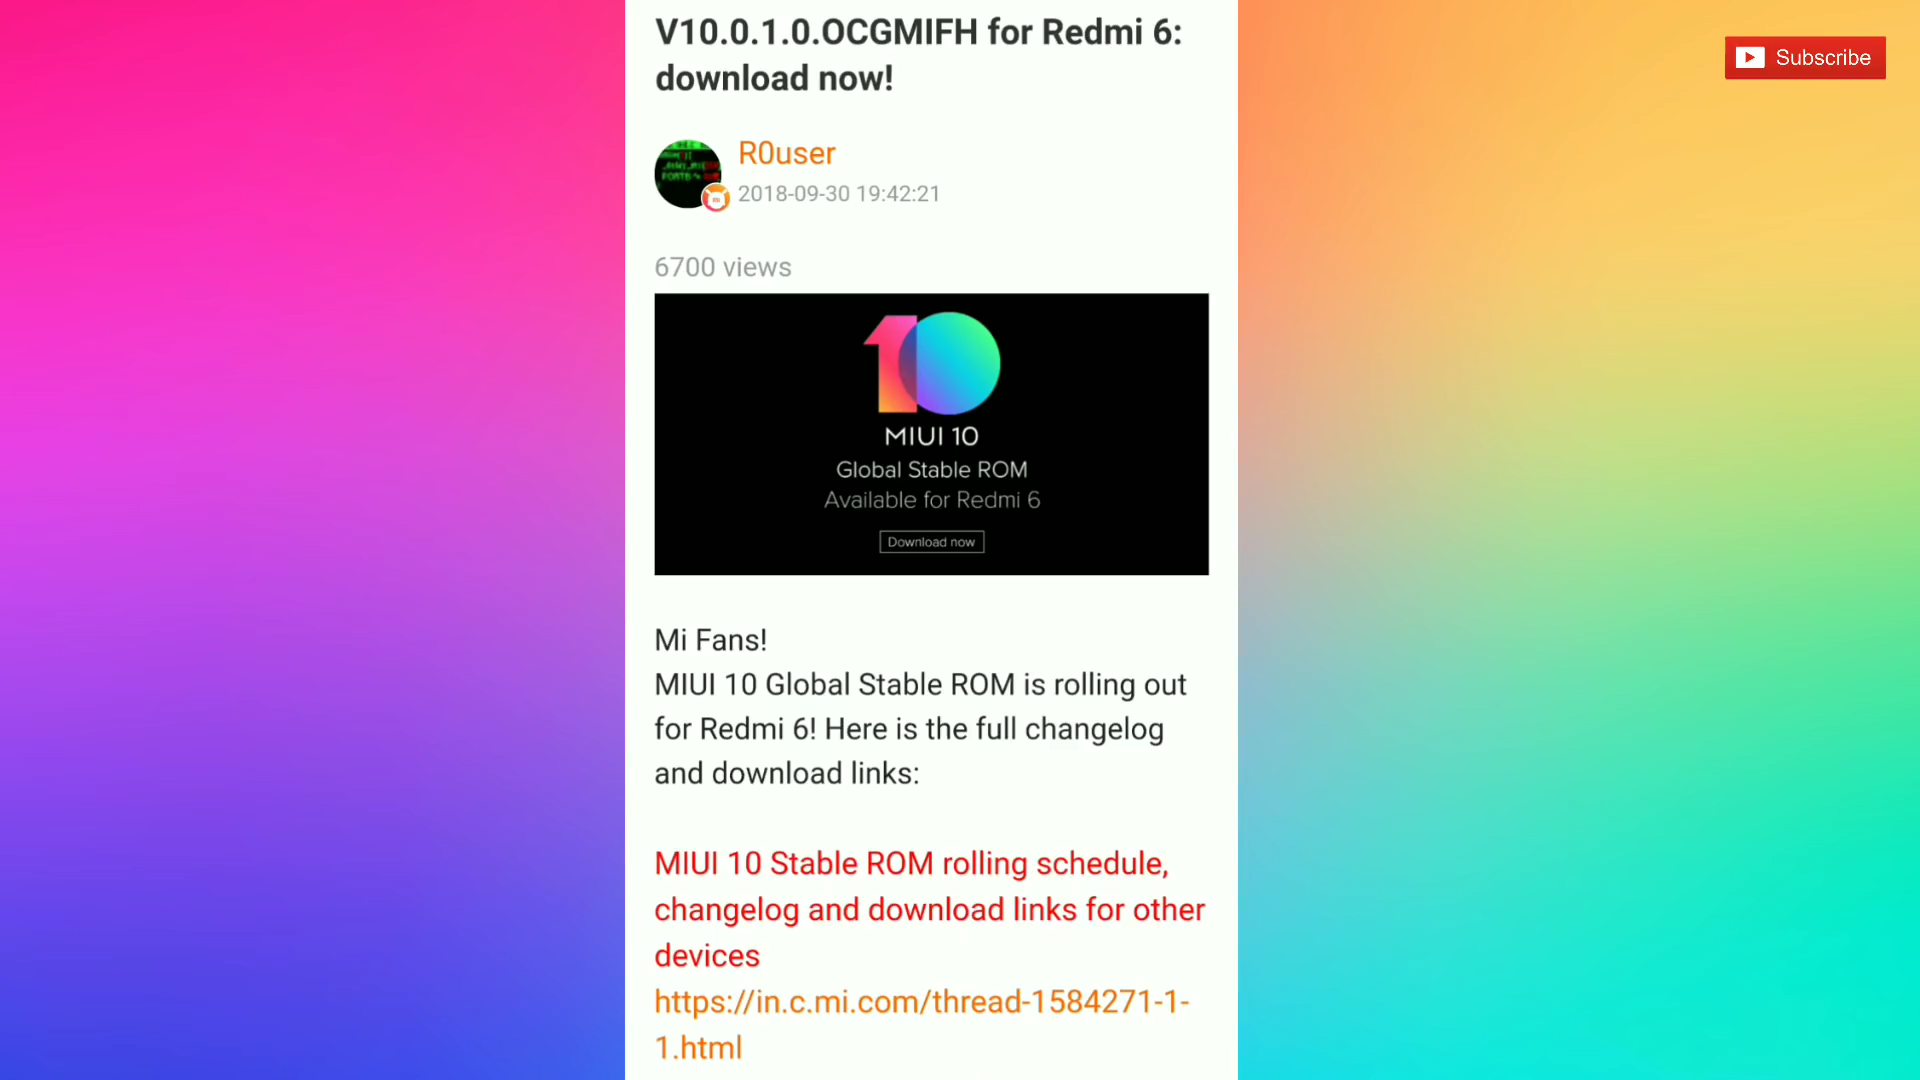 V10.0.1.0.OCGMIFH for Redmi 6:
download now!
Subscribe
R0user
2018-09-30 19:42:21
6700 views
10
MIUI 10
Global Stable ROM
Available for Redmi 6
Download now
Mi Fans!
MIUI 10 Global Stable ROM is rolling out
for Redmi 6! Here is the full changelog
and download links:
MIUI 10 Stable ROM rolling schedule,
changelog and download links for other
devices
https://in.c.mi.com/thread-1584271-1-
1.html